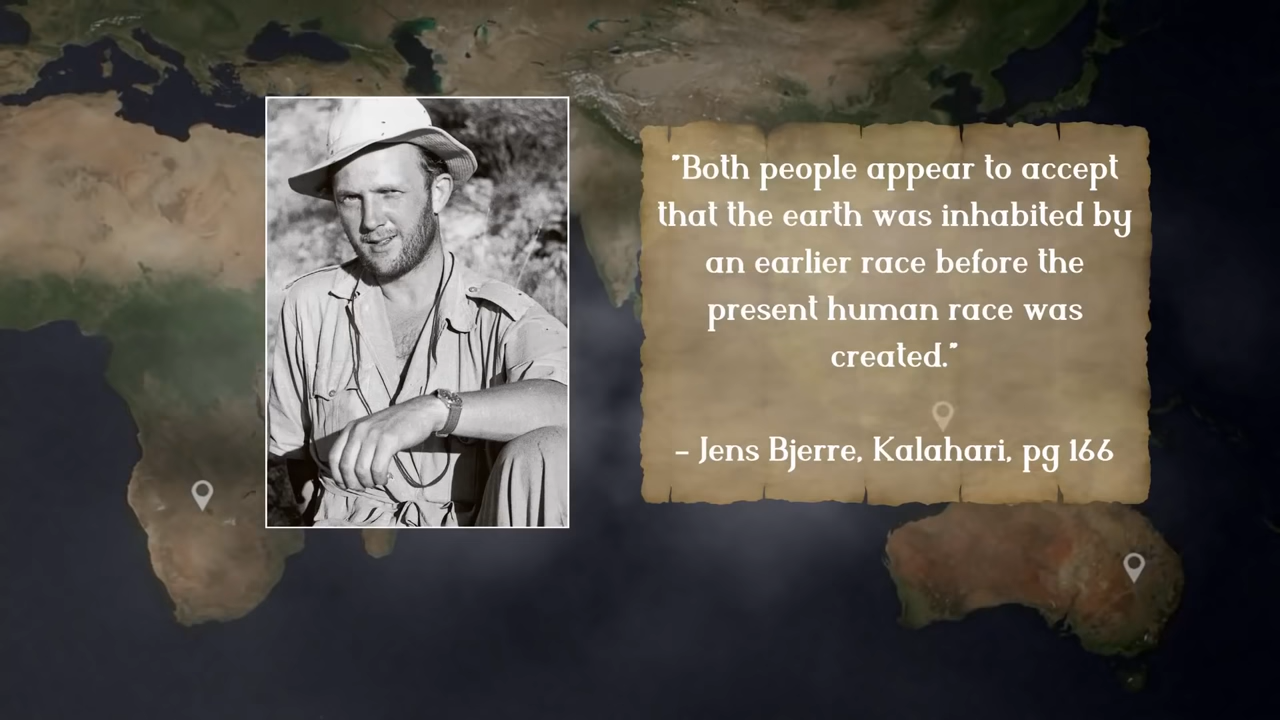 "Both people appear to accept
that the earth was inhabited by
an earlier race before the
present human race was
created."
- Jens Bjerre, Kalahari, pg 166